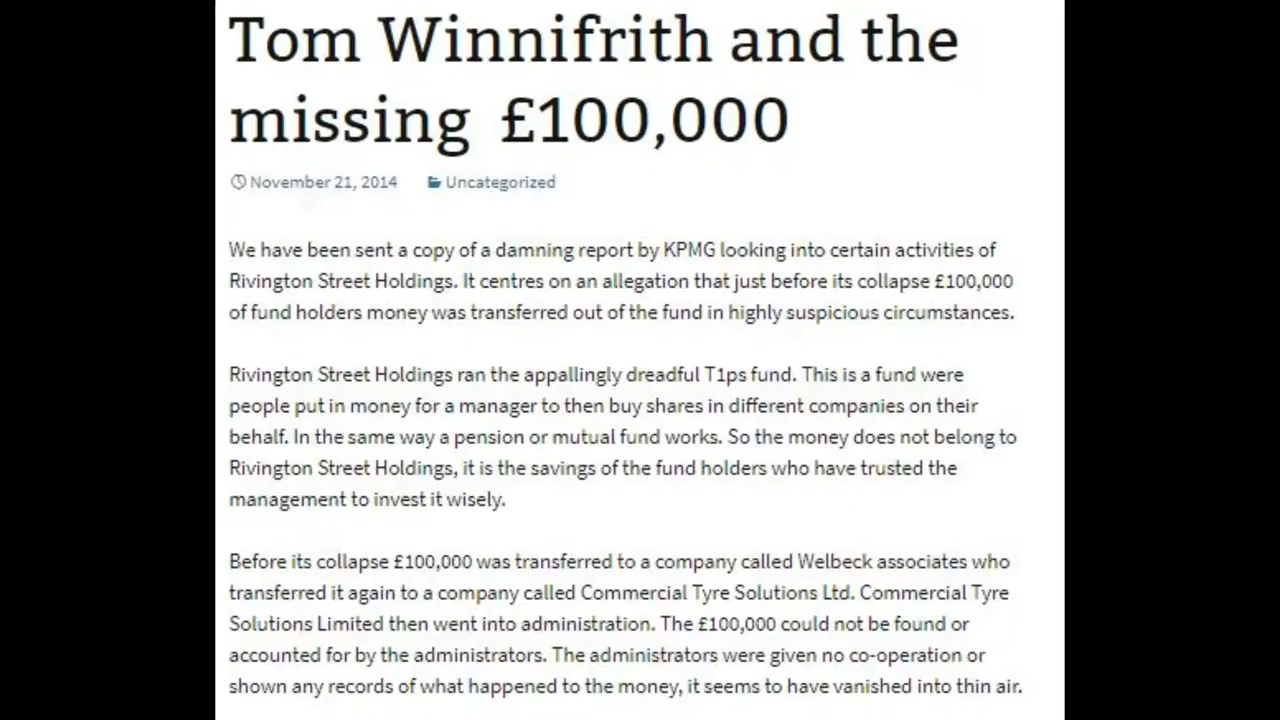 Tom Winnifrith and the
missing £100,000
November 21, 2014 Uncategorized
We have been sent a copy of a damning report by KPMG looking into certain activities of
Rivington Street Holdings. It centres on an allegation that just before its collapse £100,000
of fund holders money was transferred out of the fund in highly suspicious circumstances.
Rivington Street Holdings ran the appallingly dreadful T1ps fund. This is a fund were
people put in money for a manager to then buy shares in different companies on their
behalf. In the same way a pension or mutual fund works. So the money does not belong to
Rivington Street Holdings, it is the savings of the fund holders who have trusted the
management to invest it wisely.
Before its collapse £100,000 was transferred to a company called Welbeck associates who
transferred it again to a company called Commercial Tyre Solutions Ltd. Commercial Tyre
Solutions Limited then went into administration. The £100,000 could not be found or
accounted for by the administrators. The administrators were given no co-operation or
shown any records of what happened to the money, it seems to have vanished into thin air.